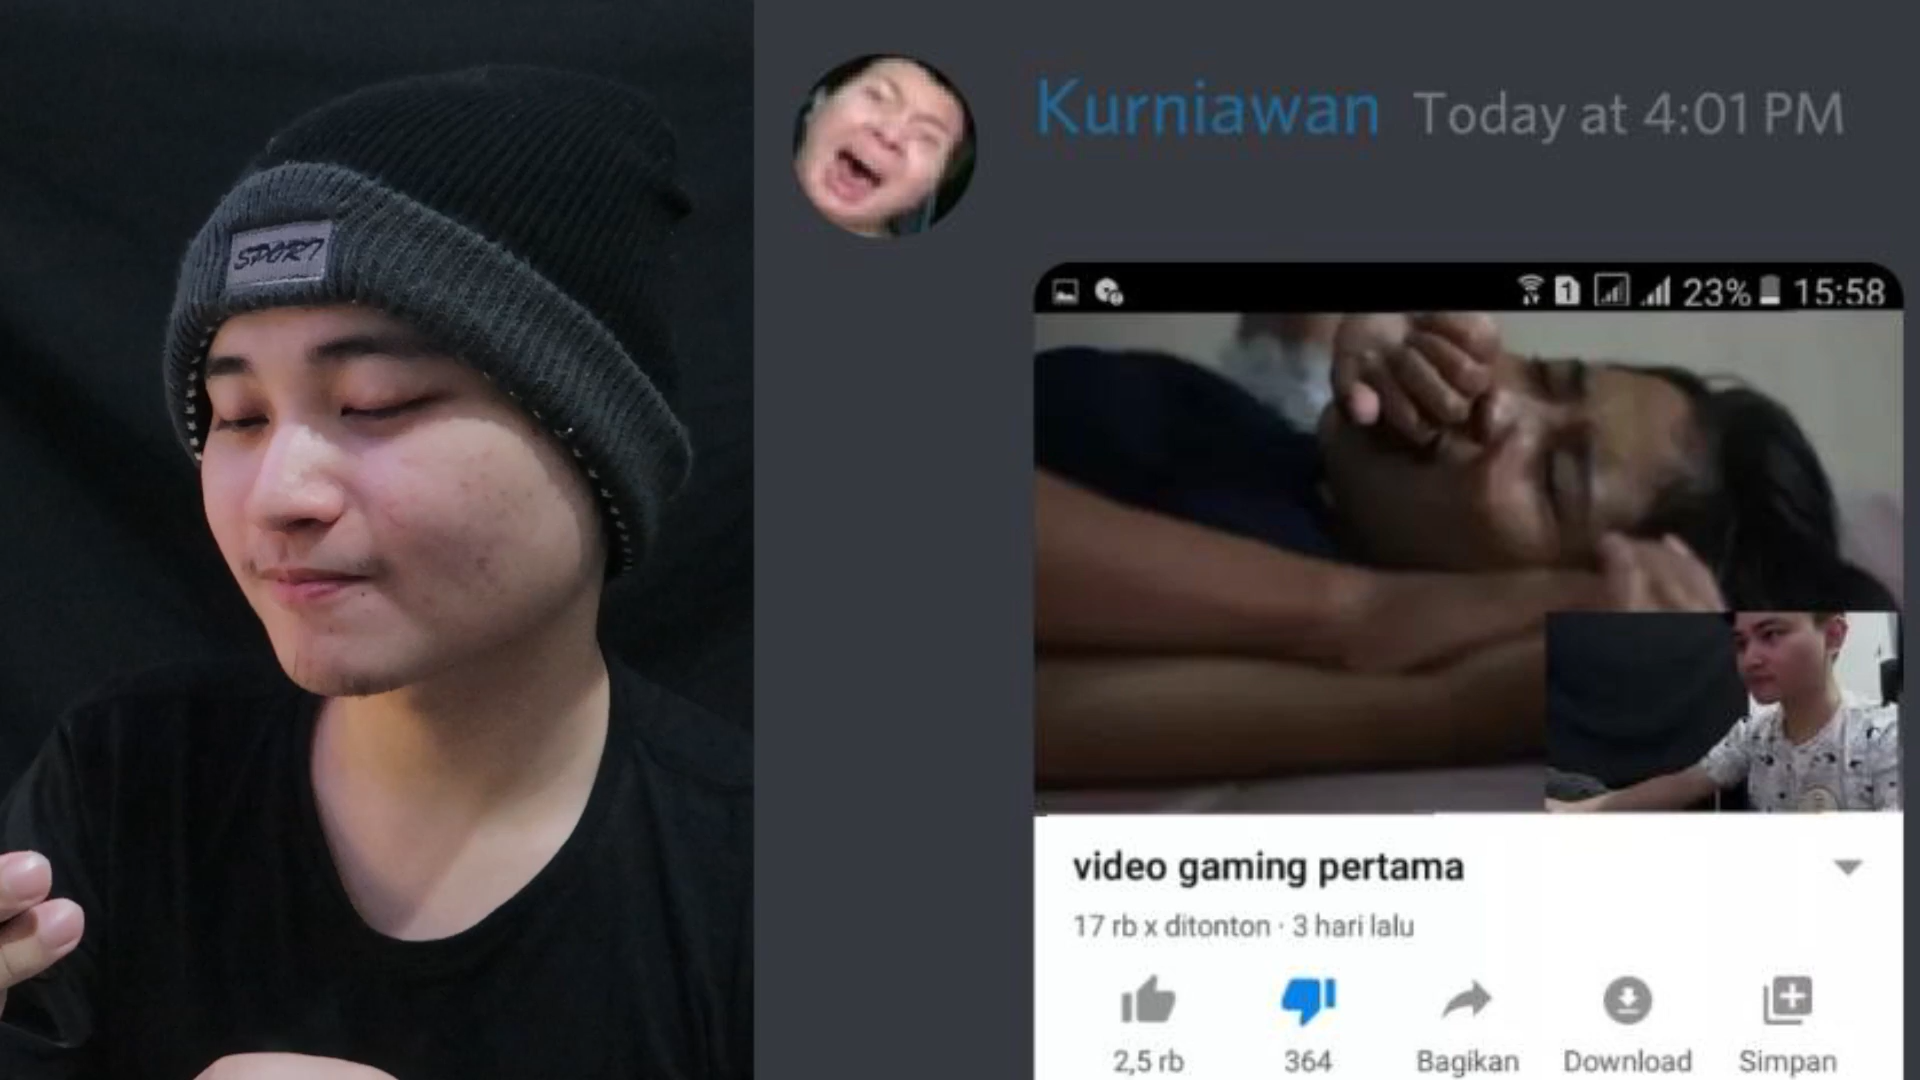 SPORT
Kurniawan Today at 4:01 PM
1 23% 15:58
video gaming pertama
17 rb x ditonton · 3 hari lalu
2,5 rb 364 Bagikan Download Simpan